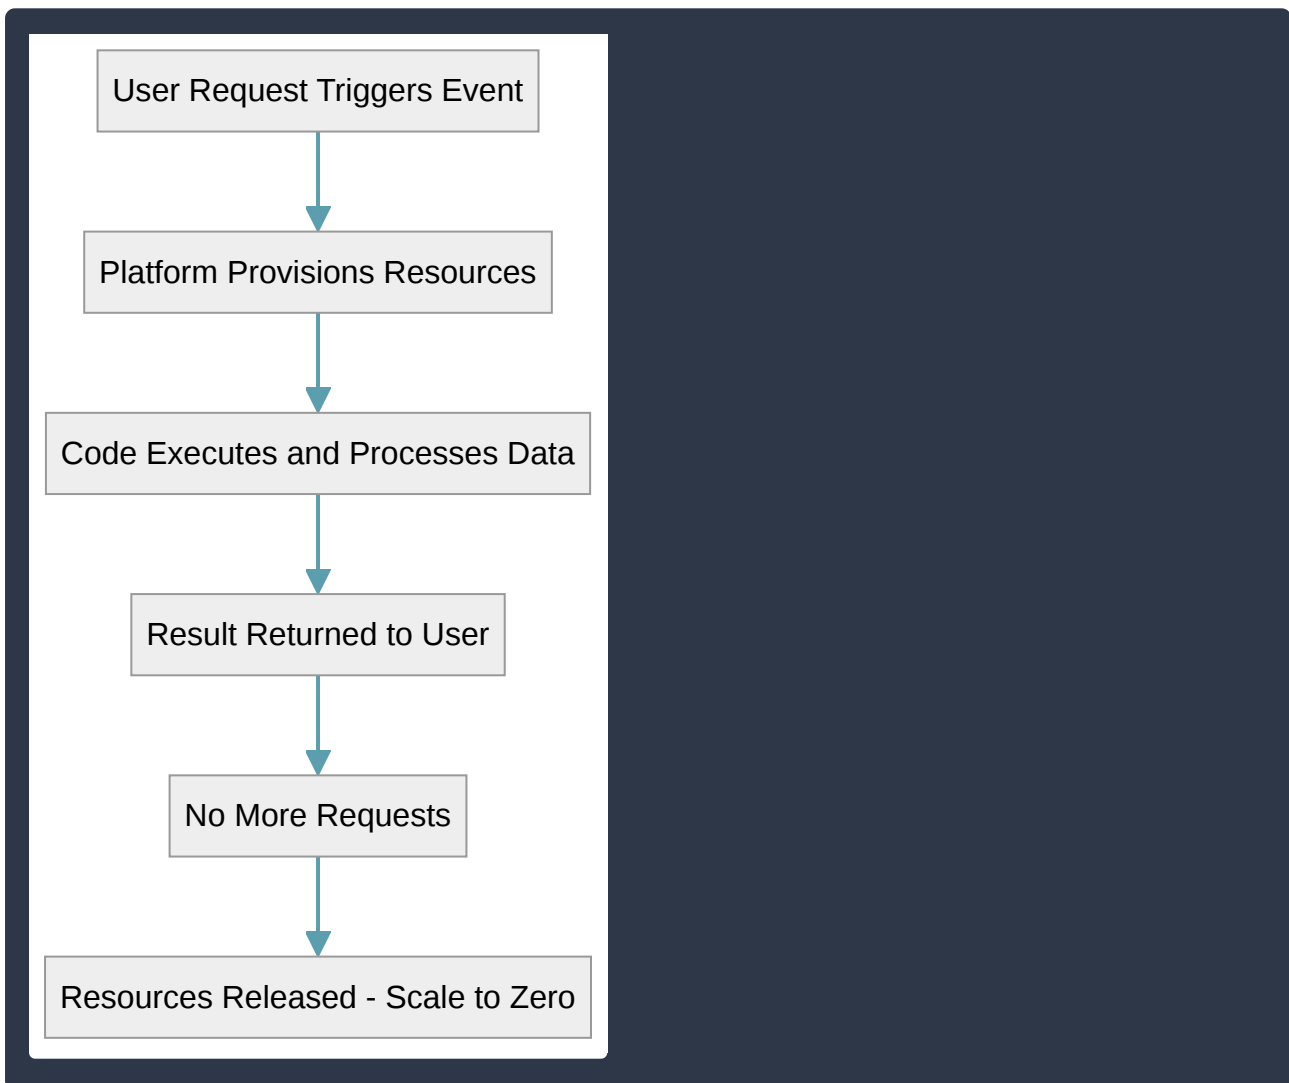 User Request Triggers Event
Platform Provisions Resources
Code Executes and Processes Data
Result Returned to User
No More Requests
Resources Released - Scale to Zero